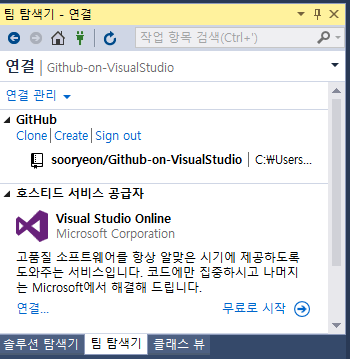 팀 탐색기 - 연결
작업 항목 검색(Ctrl+')
연결 | Github-on-VisualStudio
연결 관리
GitHub
Clone | Create | Sign out
sooryeon/Github-on-VisualStudio | C:₩Users...
호스티드 서비스 공급자
Visual Studio Online
Microsoft Corporation
고품질 소프트웨어를 항상 알맞은 시기에 제공하도록
도와주는 서비스입니다. 코드에만 집중하시고 나머지
는 Microsoft에서 해결해 드립니다.
연결... 무료로 시작
솔루션 탐색기 팀 탐색기 클래스 뷰